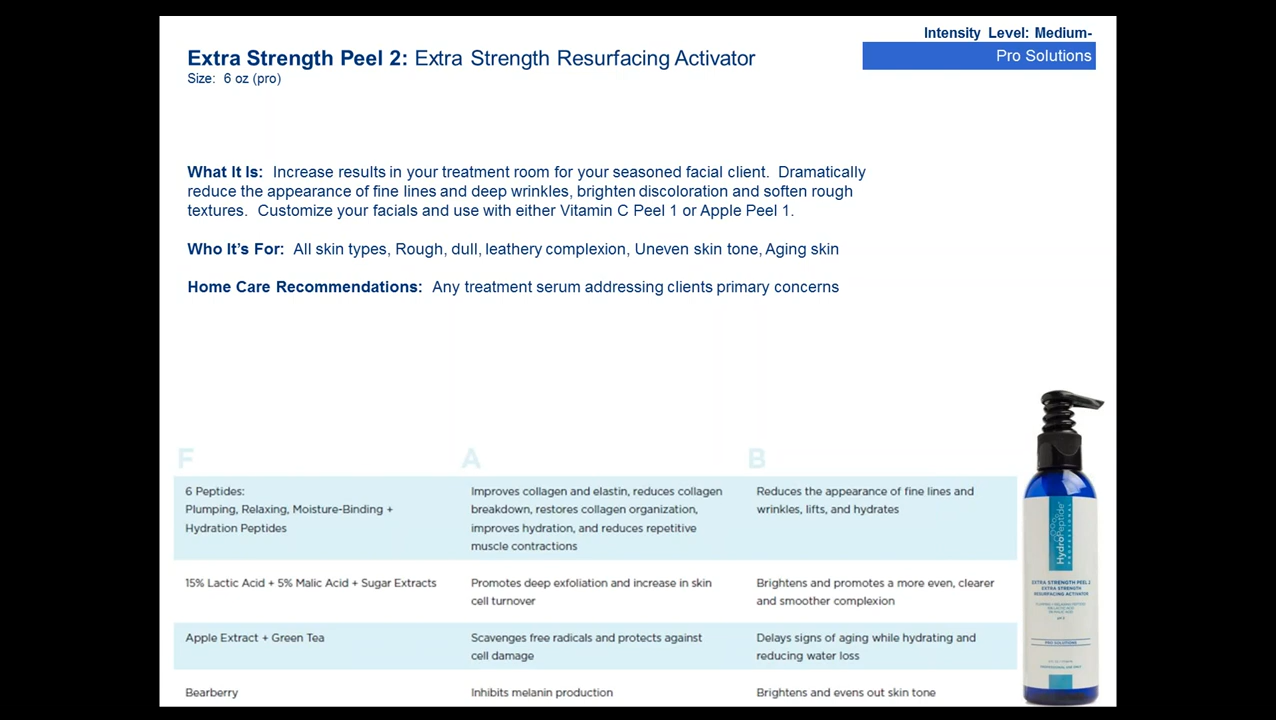 Intensity Level: Medium-
Extra Strength Peel 2: Extra Strength Resurfacing Activator
Pro Solutions
Size: 6 oz (pro)
What It Is: Increase results in your treatment room for your seasoned facial client. Dramatically
reduce the appearance of fine lines and deep wrinkles, brighten discoloration and soften rough
textures. Customize your facials and use with either Vitamin C Peel 1 or Apple Peel 1.
Who It's For: All skin types, Rough, dull, leathery complexion, Uneven skin tone, Aging skin
Home Care Recommendations: Any treatment serum addressing clients primary concerns
F A B
6 Peptides:
Plumping, Relaxing, Moisture-Binding +
Hydration Peptides
Improves collagen and elastin, reduces collagen
breakdown, restores collagen organization,
improves hydration, and reduces repetitive
muscle contractions
Reduces the appearance of fine lines and
wrinkles, lifts, and hydrates
15% Lactic Acid + 5% Malic Acid + Sugar Extracts
Promotes deep exfoliation and increase in skin
cell turnover
Brightens and promotes a more even, clearer
and smoother complexion
Apple Extract + Green Tea
Scavenges free radicals and protects against
cell damage
Delays signs of aging while hydrating and
reducing water loss
Bearberry
Inhibits melanin production
Brightens and evens out skin tone
HydroPeptide
PROFESSIONAL
EXTRA STRENGTH PEEL 2
EXTRA STRENGTH
RESURFACING ACTIVATOR
PRO SOLUTIONS